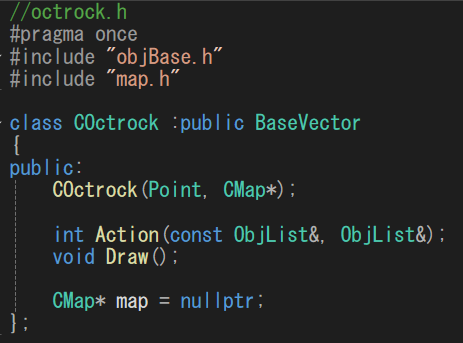 //octrock.h
#pragma once
#include "objBase.h"
#include "map.h"
class COctrock :public BaseVector
{
public:
COctrock(Point, CMap*);
int Action(const ObjList&, ObjList&);
void Draw();
CMap* map = nullptr;
};